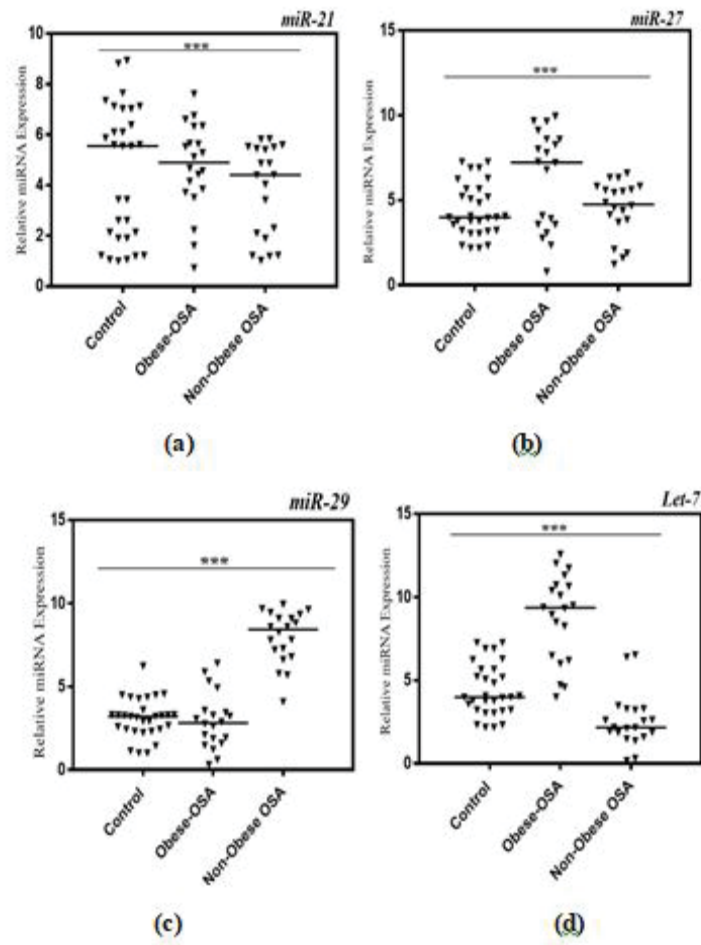 miR-21
***
Relative miRNA Expression
10
8
6
4
2
0
Control
Obese-OSA
Non-Obese OSA
(a)
miR-27
***
Relative miRNA Expression
15
10
5
0
Control
Obese OSA
Non-Obese OSA
(b)
miR-29
***
Relative miRNA Expression
15
10
5
0
Control
Obese-OSA
Non-Obese OSA
(c)
Let-7
***
Relative miRNA Expression
15
10
5
0
Control
Obese-OSA
Non-Obese OSA
(d)